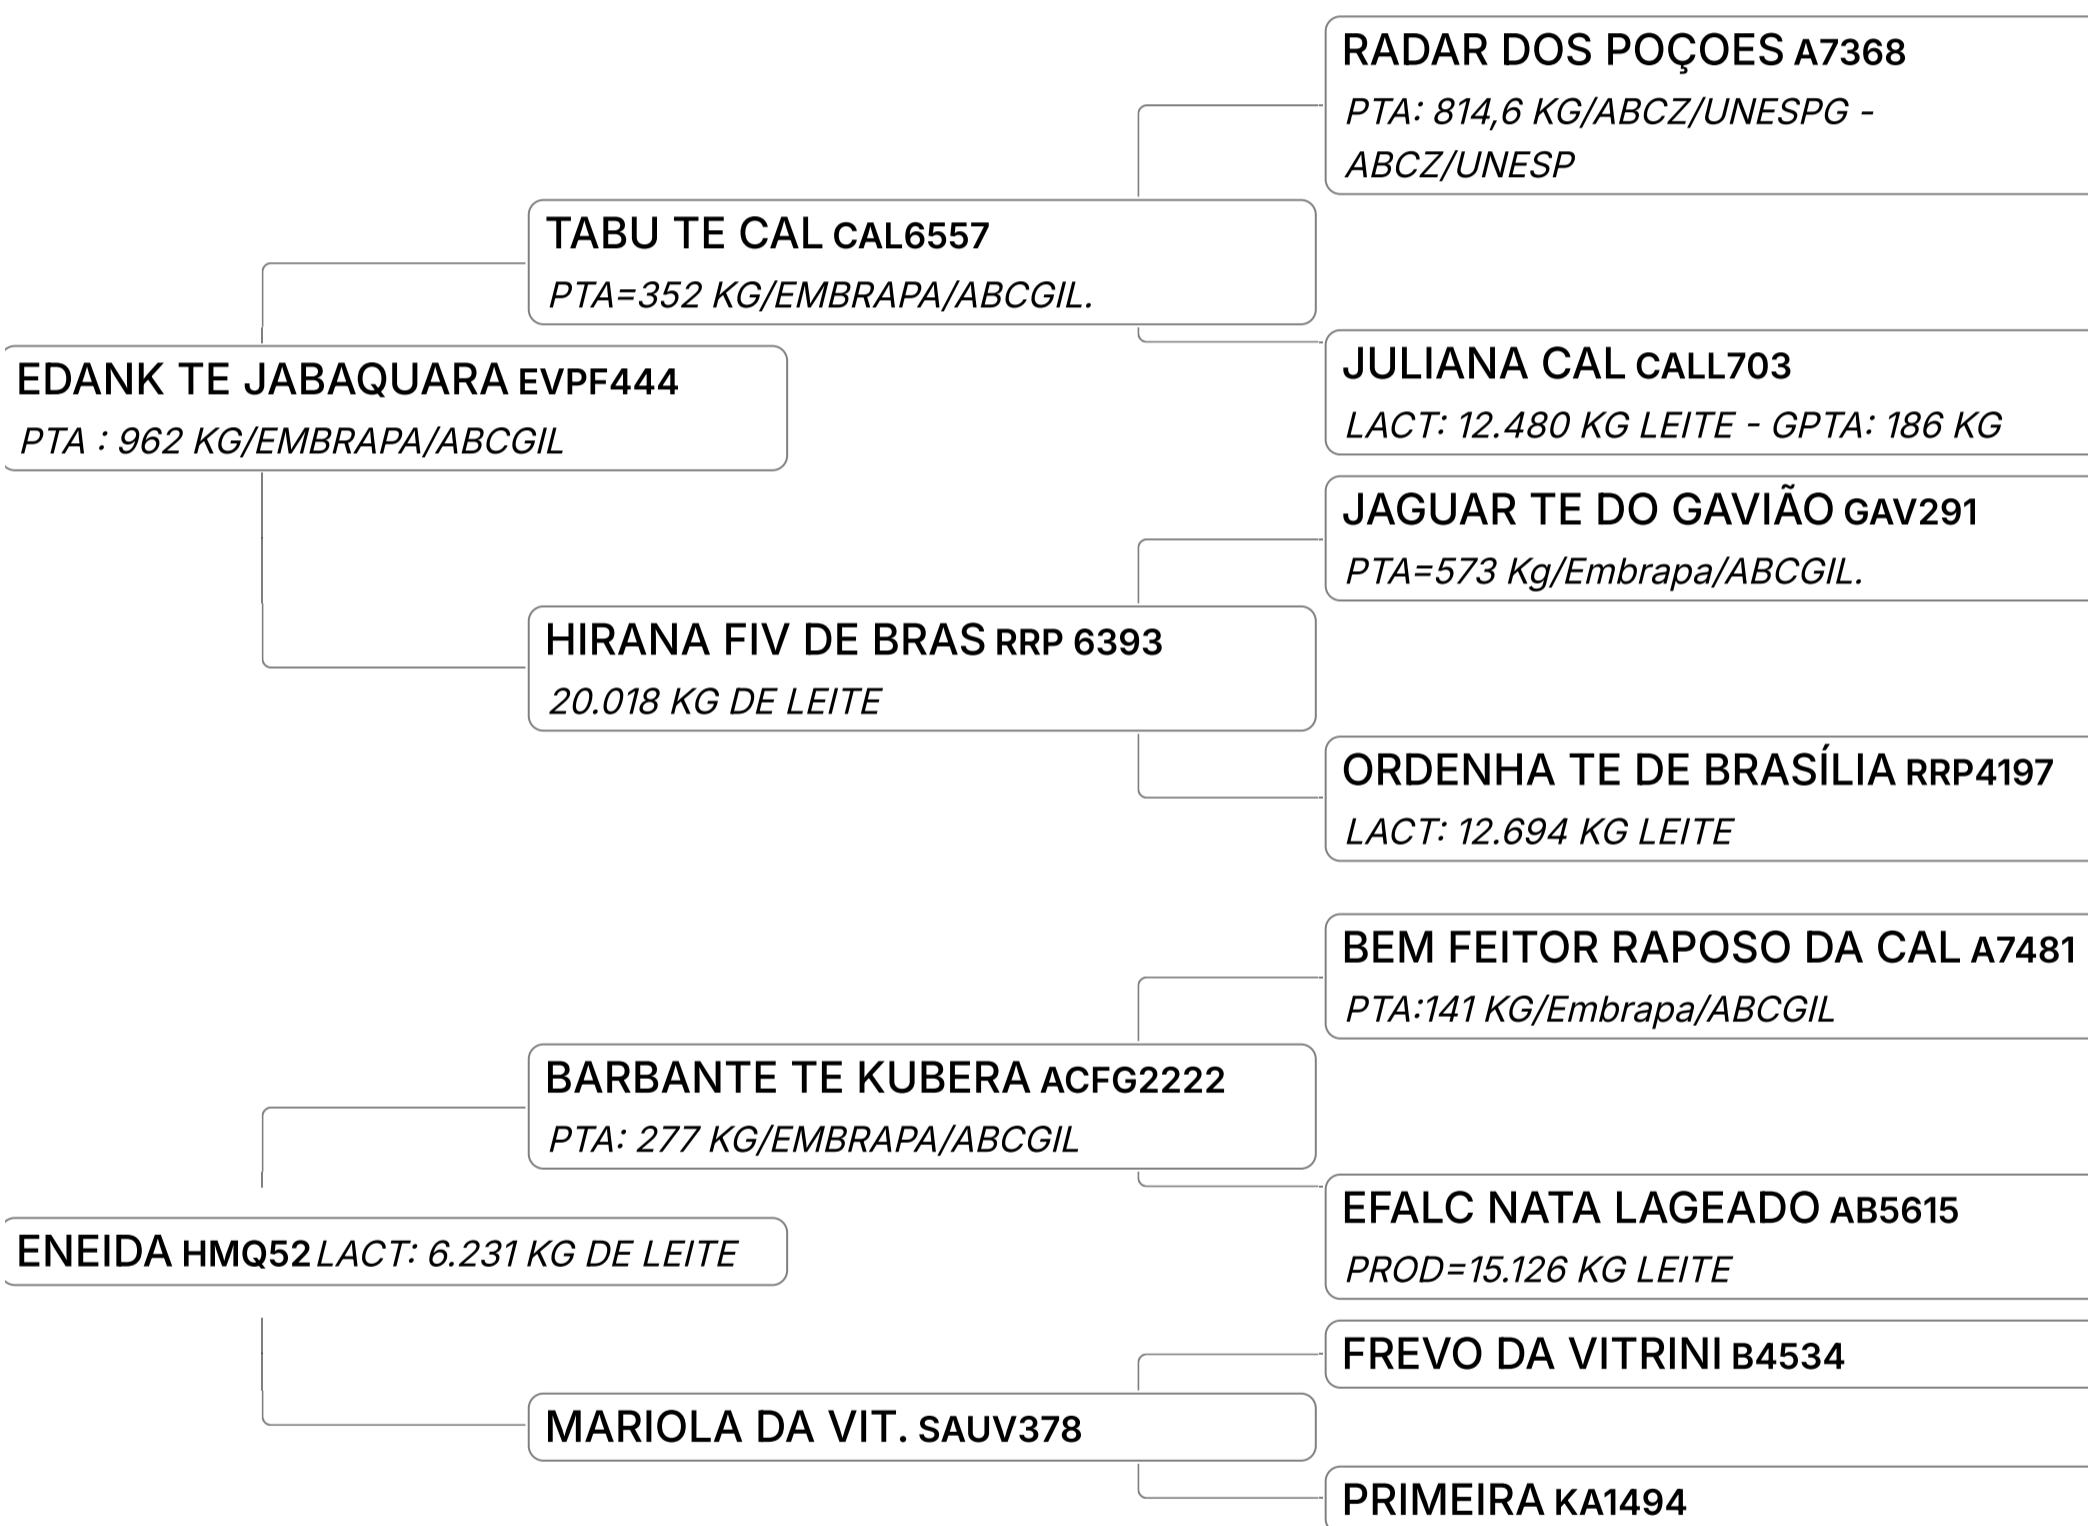 RADAR DOS POÇOES A7368
PTA: 814,6 KG/ABCZ/UNESPG -
ABCZ/UNESP
TABU TE CAL CAL6557
PTA=352 KG/EMBRAPA/ABCGIL.
JULIANA CAL CALL703
LACT: 12.480 KG LEITE - GPTA: 186 KG
EDANK TE JABAQUARA EVPF444
PTA : 962 KG/EMBRAPA/ABCGIL
JAGUAR TE DO GAVIÃO GAV291
PTA=573 Kg/Embrapa/ABCGIL.
HIRANA FIV DE BRAS RRP 6393
20.018 KG DE LEITE
ORDENHA TE DE BRASÍLIA RRP4197
LACT: 12.694 KG LEITE
BEM FEITOR RAPOSO DA CAL A7481
PTA:141 KG/Embrapa/ABCGIL
BARBANTE TE KUBERA ACFG2222
PTA: 277 KG/EMBRAPA/ABCGIL
EFALC NATA LAGEADO AB5615
PROD=15.126 KG LEITE
ENEIDA HMQ52 LACT: 6.231 KG DE LEITE
FREVO DA VITRINI B4534
MARIOLA DA VIT. SAUV378
PRIMEIRA KA1494